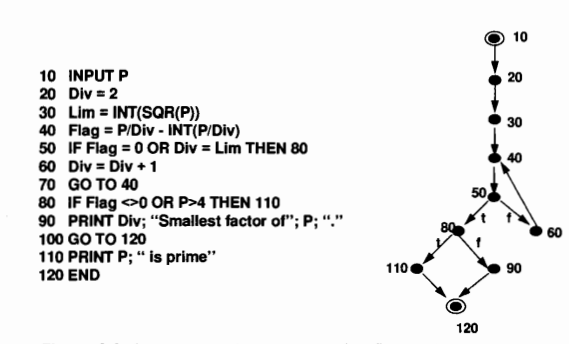 10 INPUT P
20 Div = 2
30 Lim = INT(SQR(P))
40 Flag = P/Div - INT(P/Div)
50 IF Flag = 0 OR Div = Lim THEN 80
60 Div = Div + 1
70 GO TO 40
80 IF Flag <>0 OR P>4 THEN 110
90 PRINT Div; “Smallest factor of”; P; “.”
100 GO TO 120
110 PRINT P; “ is prime”
120 END
10
20
30
40
50
t
f
80
60
t
f
110
90
120